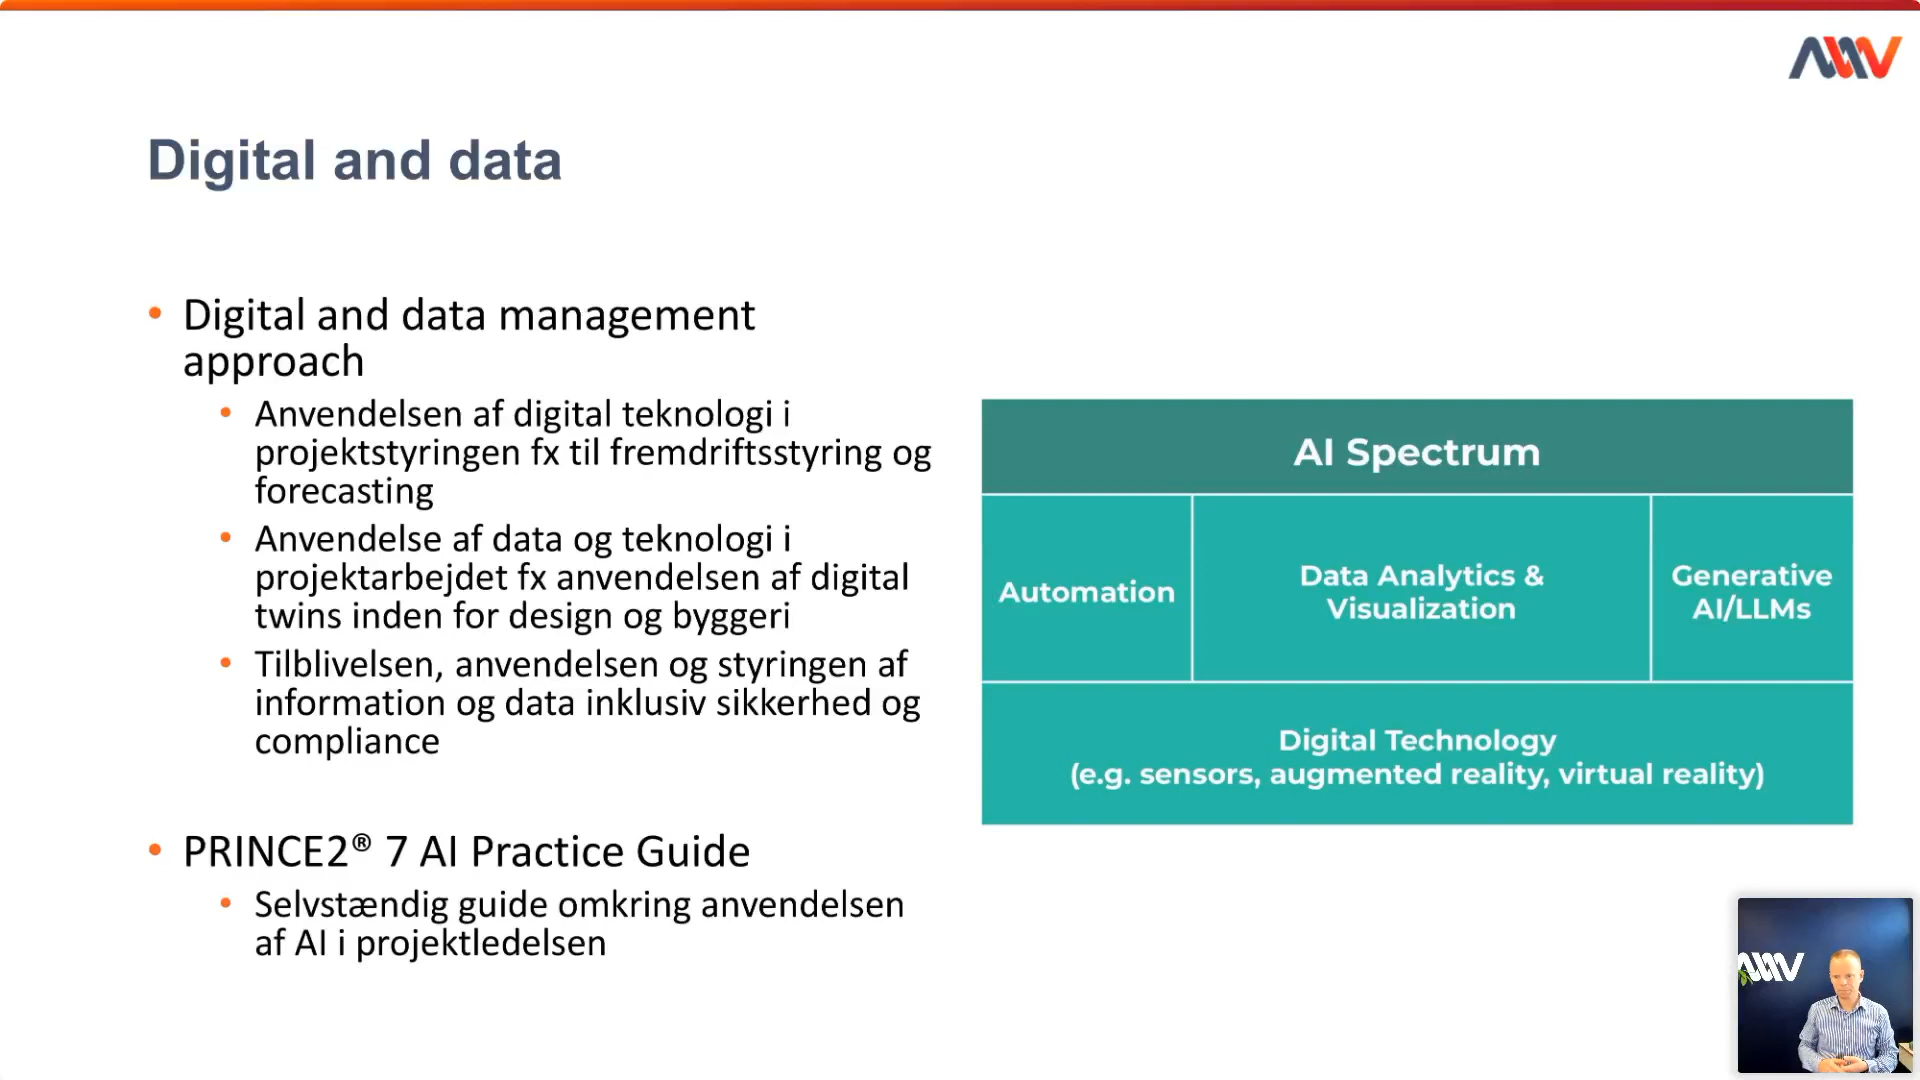 Digital and data
• Digital and data management
approach
• Anvendelsen af digital teknologi i
projektstyringen fx til fremdriftsstyring og
forecasting
• Anvendelse af data og teknologi i
projektarbejdet fx anvendelsen af digital
twins inden for design og byggeri
• Tilblivelsen, anvendelsen og styringen af
information og data inklusiv sikkerhed og
compliance
• PRINCE2® 7 AI Practice Guide
• Selvstændig guide omkring anvendelsen
af AI i projektledelsen
AI Spectrum
Automation
Data Analytics &
Visualization
Generative
AI/LLMs
Digital Technology
(e.g. sensors, augmented reality, virtual reality)